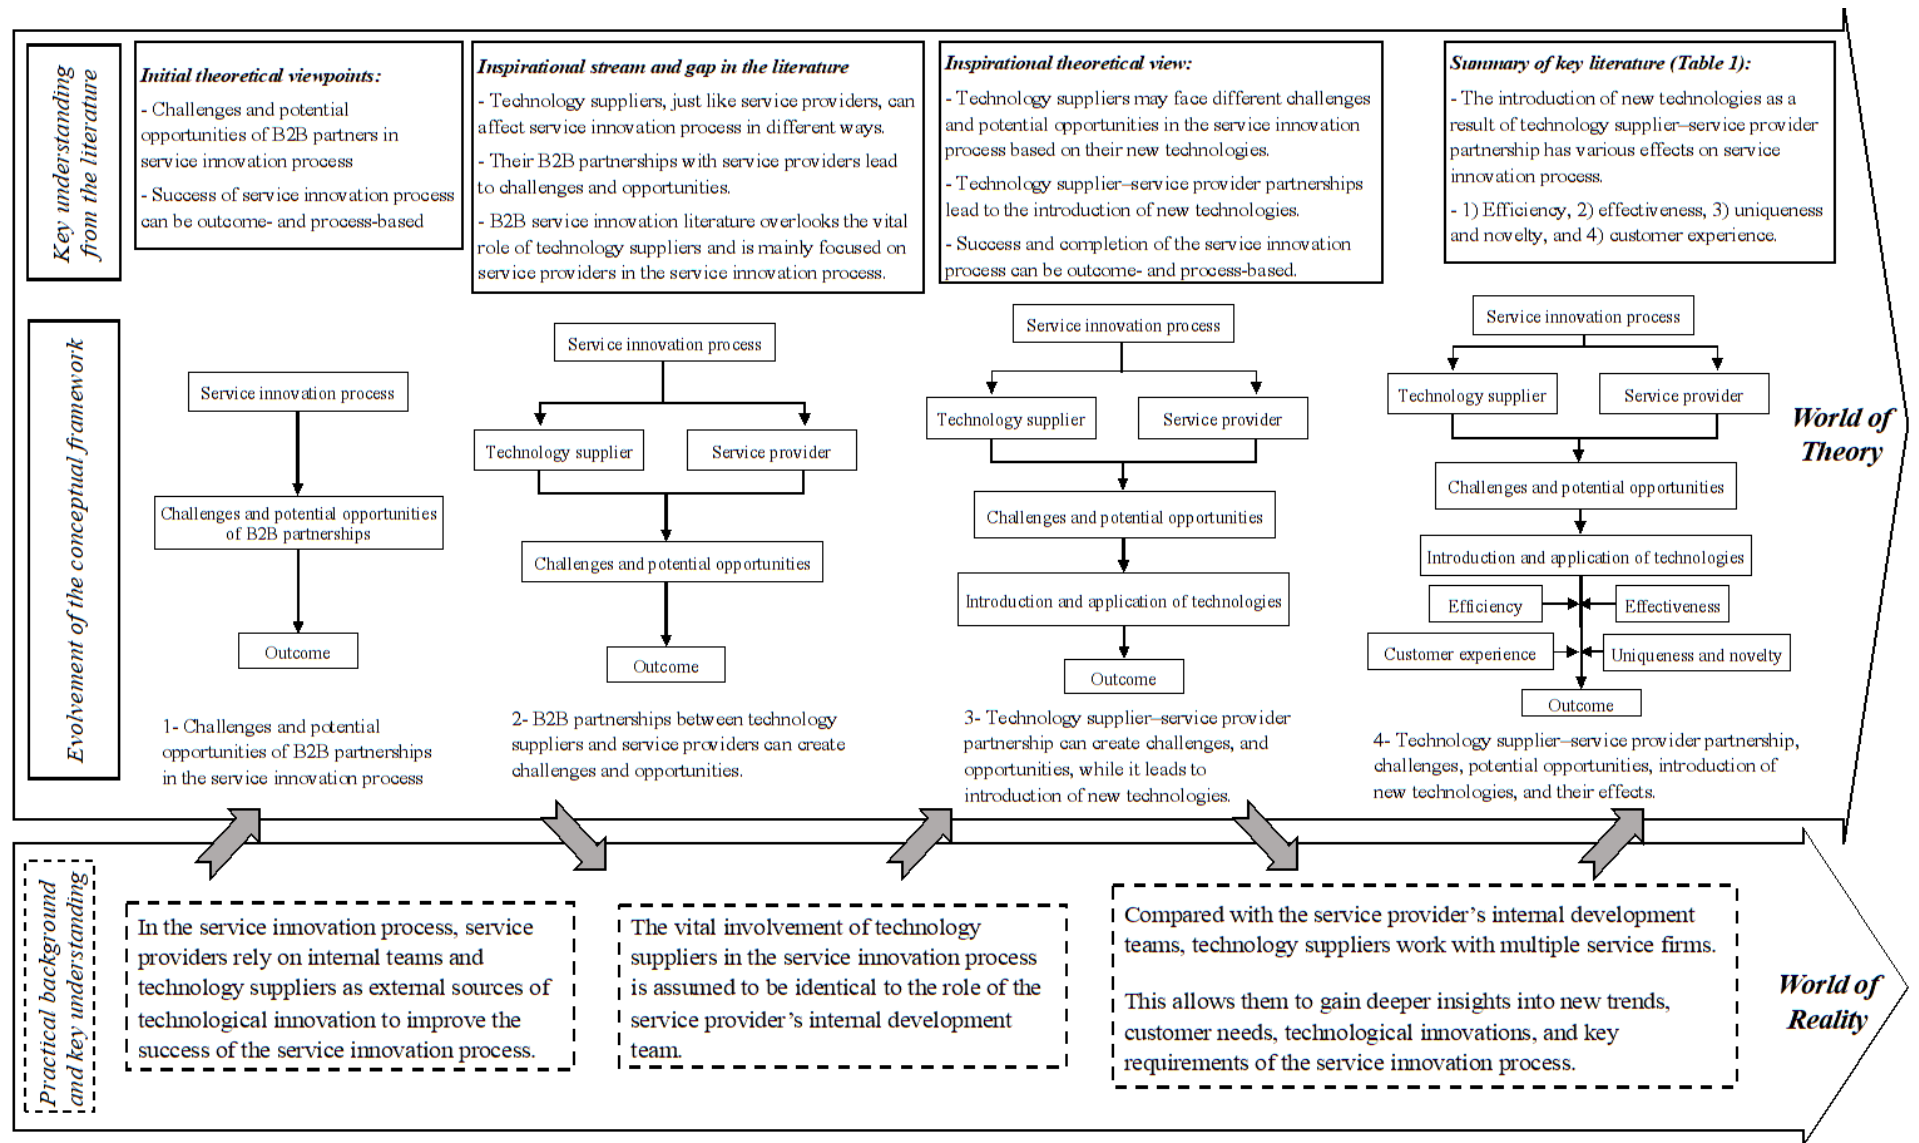 Key understanding
from the literature
Initial theoretical viewpoints:
- Challenges and potential
opportunities of B2B partners in
service innovation process
- Success of service innovation process
can be outcome- and process-based
Inspirational stream and gap in the literature
- Technology suppliers, just like service providers, can
affect service innovation process in different ways.
- Their B2B partnerships with service providers lead
to challenges and opportunities.
- B2B service innovation literature overlooks the vital
role of technology suppliers and is mainly focused on
service providers in the service innovation process.
Inspirational theoretical view:
- Technology suppliers may face different challenges
and potential opportunities in the service innovation
process based on their new technologies.
- Technology supplier–service provider partnerships
lead to the introduction of new technologies.
- Success and completion of the service innovation
process can be outcome- and process-based.
Summary of key literature (Table 1):
- The introduction of new technologies as a
result of technology supplier–service provider
partnership has various effects on service
innovation process.
- 1) Efficiency, 2) effectiveness, 3) uniqueness
and novelty, and 4) customer experience.
Evolvement of the conceptual framework
Service innovation process
Challenges and potential opportunities
of B2B partnerships
Outcome
1- Challenges and potential
opportunities of B2B partnerships
in the service innovation process
Service innovation process
Technology supplier
Service provider
Challenges and potential opportunities
Outcome
2- B2B partnerships between technology
suppliers and service providers can create
challenges and opportunities.
Service innovation process
Technology supplier
Service provider
Challenges and potential opportunities
Introduction and application of technologies
Outcome
3- Technology supplier–service provider
partnership can create challenges, and
opportunities, while it leads to
introduction of new technologies.
Service innovation process
Technology supplier
Service provider
Challenges and potential opportunities
Introduction and application of technologies
Efficiency
Effectiveness
Customer experience
Uniqueness and novelty
Outcome
4- Technology supplier–service provider partnership,
challenges, potential opportunities, introduction of
new technologies, and their effects.
World of
Theory
Practical background
and key understanding
In the service innovation process, service
providers rely on internal teams and
technology suppliers as external sources of
technological innovation to improve the
success of the service innovation process.
The vital involvement of technology
suppliers in the service innovation process
is assumed to be identical to the role of the
service provider's internal development
team.
Compared with the service provider's internal development
teams, technology suppliers work with multiple service firms.
This allows them to gain deeper insights into new trends,
customer needs, technological innovations, and key
requirements of the service innovation process.
World of
Reality